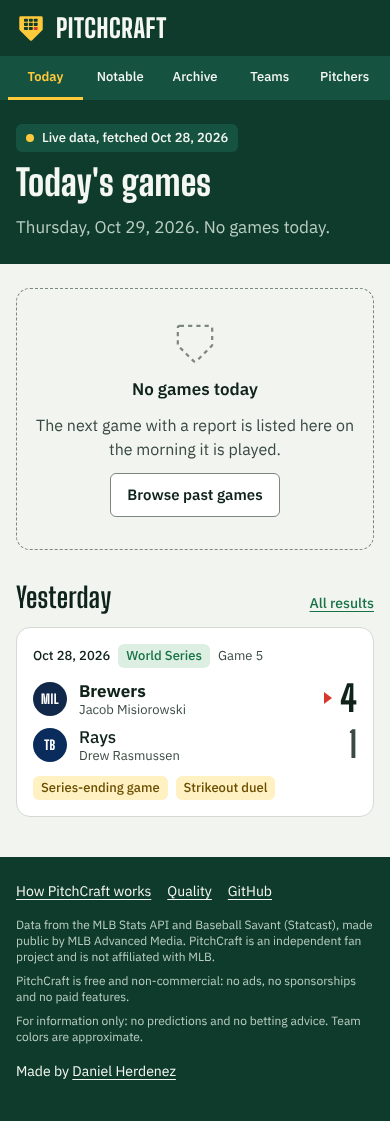 PITCHCRAFT
Today Notable Archive Teams Pitchers
Live data, fetched Oct 28, 2026
Today's games
Thursday, Oct 29, 2026. No games today.
No games today
The next game with a report is listed here on
the morning it is played.
Browse past games
Yesterday
All results
Oct 28, 2026 World Series Game 5
MIL Brewers 4
Jacob Misiorowski
TB Rays 1
Drew Rasmussen
Series-ending game Strikeout duel
How PitchCraft works Quality GitHub
Data from the MLB Stats API and Baseball Savant (Statcast), made
public by MLB Advanced Media. PitchCraft is an independent fan
project and is not affiliated with MLB.
PitchCraft is free and non-commercial: no ads, no sponsorships
and no paid features.
For information only: no predictions and no betting advice. Team
colors are approximate.
Made by Daniel Herdenez